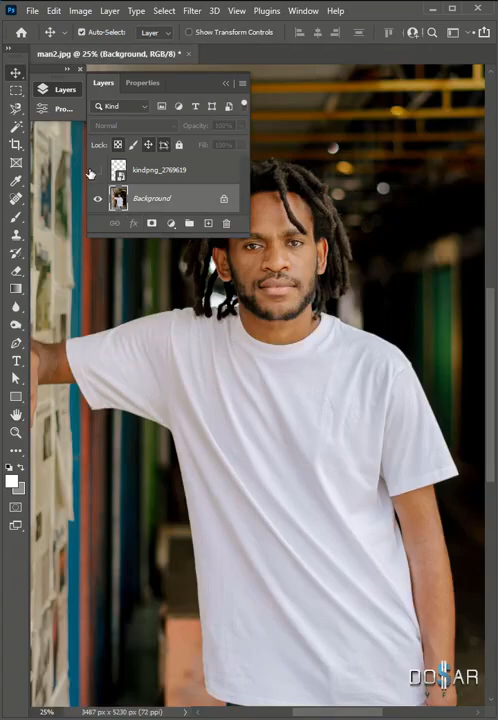 Ps File Edit Image Layer Type Select Filter 3D View Plugins Window Help
Auto-Select: Layer Show Transform Controls
man2.jpg @ 25% (Background, RGB/8) * ×
Layers
Pro...
Layers Properties
Kind
Normal Opacity: 100%
Lock: Fill: 100%
kindpng_2769619
Background
DOSAR
25% 3487 px x 5230 px (72 ppi)